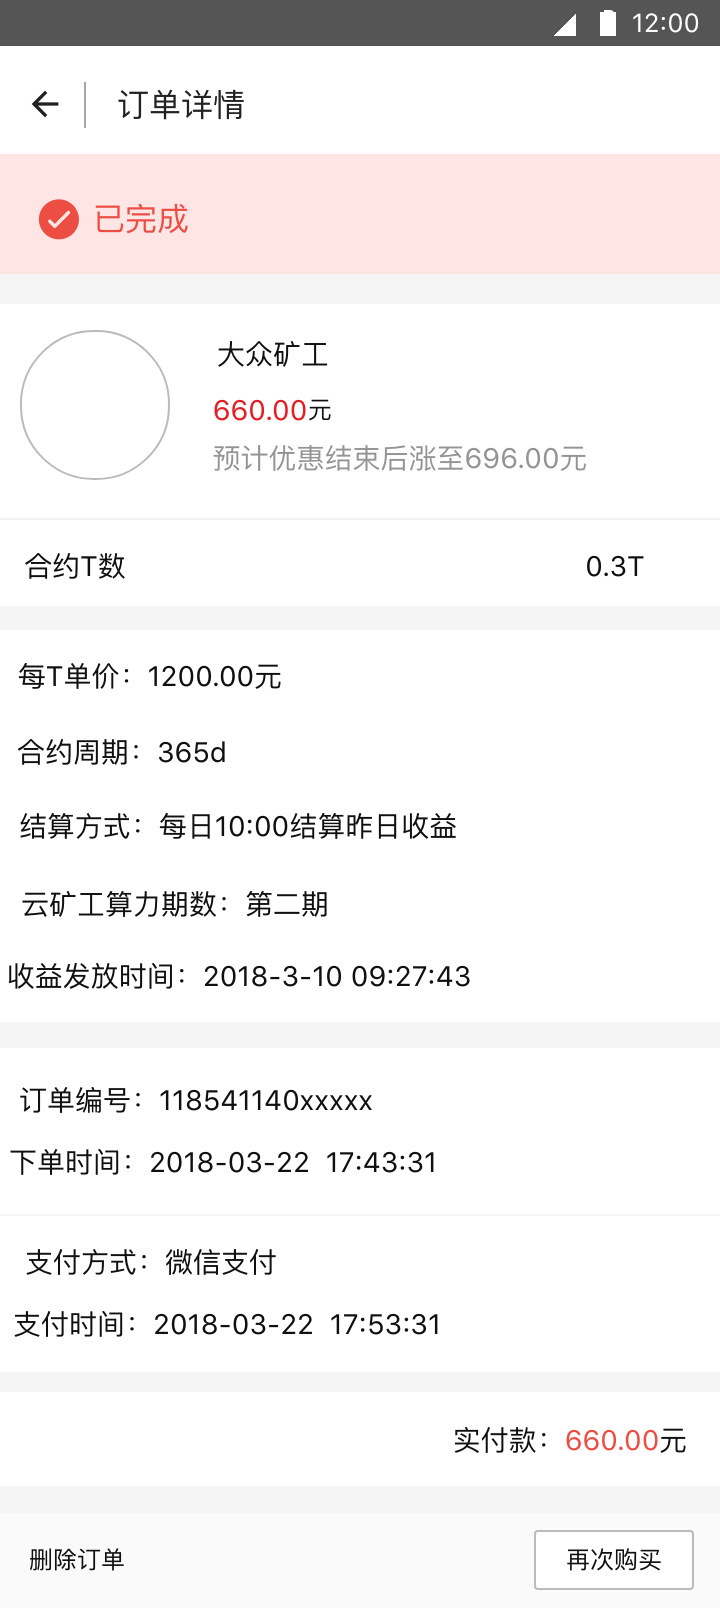 12:00
订单详情
已完成
大众矿工
660.00元
预计优惠结束后涨至696.00元
合约T数 0.3T
每T单价：1200.00元
合约周期：365d
结算方式：每日10:00结算昨日收益
云矿工算力期数：第二期
收益发放时间：2018-3-10 09:27:43
订单编号：118541140xxxxx
下单时间：2018-03-22  17:43:31
支付方式：微信支付
支付时间：2018-03-22  17:53:31
实付款：660.00元
删除订单 再次购买